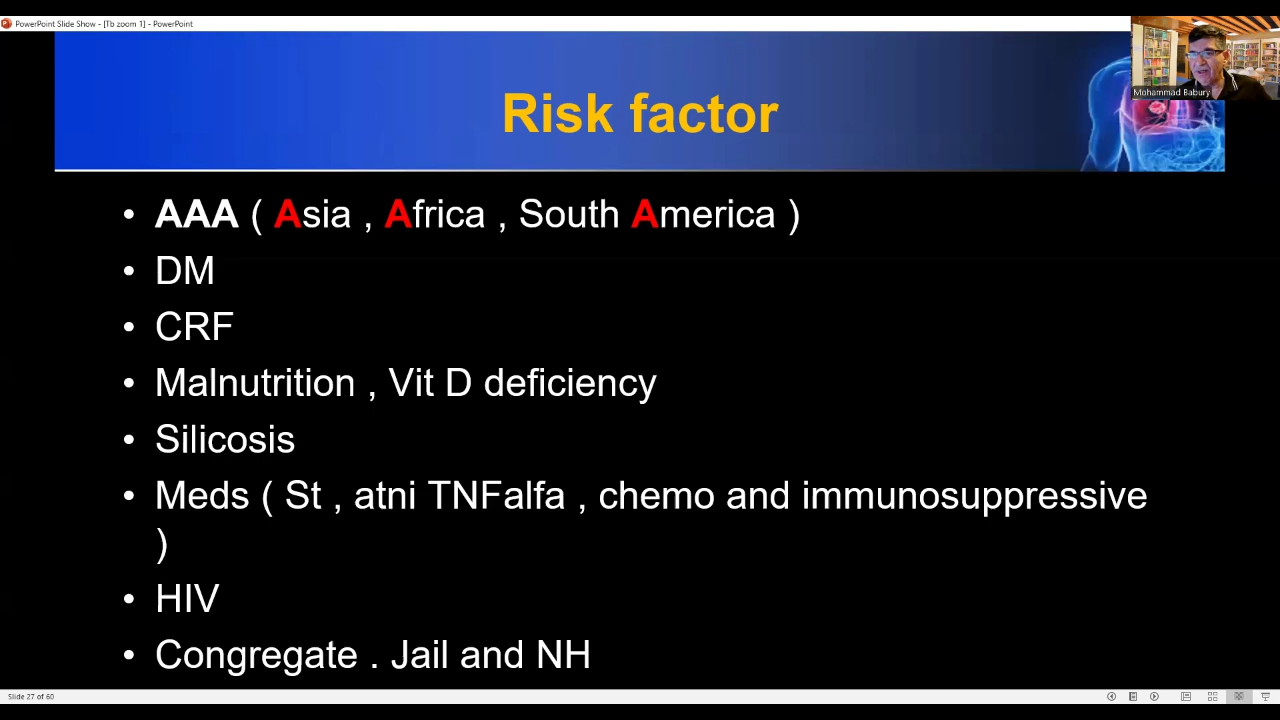 PowerPoint Slide Show - [Tb zoom 1] - PowerPoint
Mohammad Babury
Risk factor
• AAA ( Asia , Africa , South America )
• DM
• CRF
• Malnutrition , Vit D deficiency
• Silicosis
• Meds ( St , atni TNFalfa , chemo and immunosuppressive
)
• HIV
• Congregate . Jail and NH
Slide 27 of 60